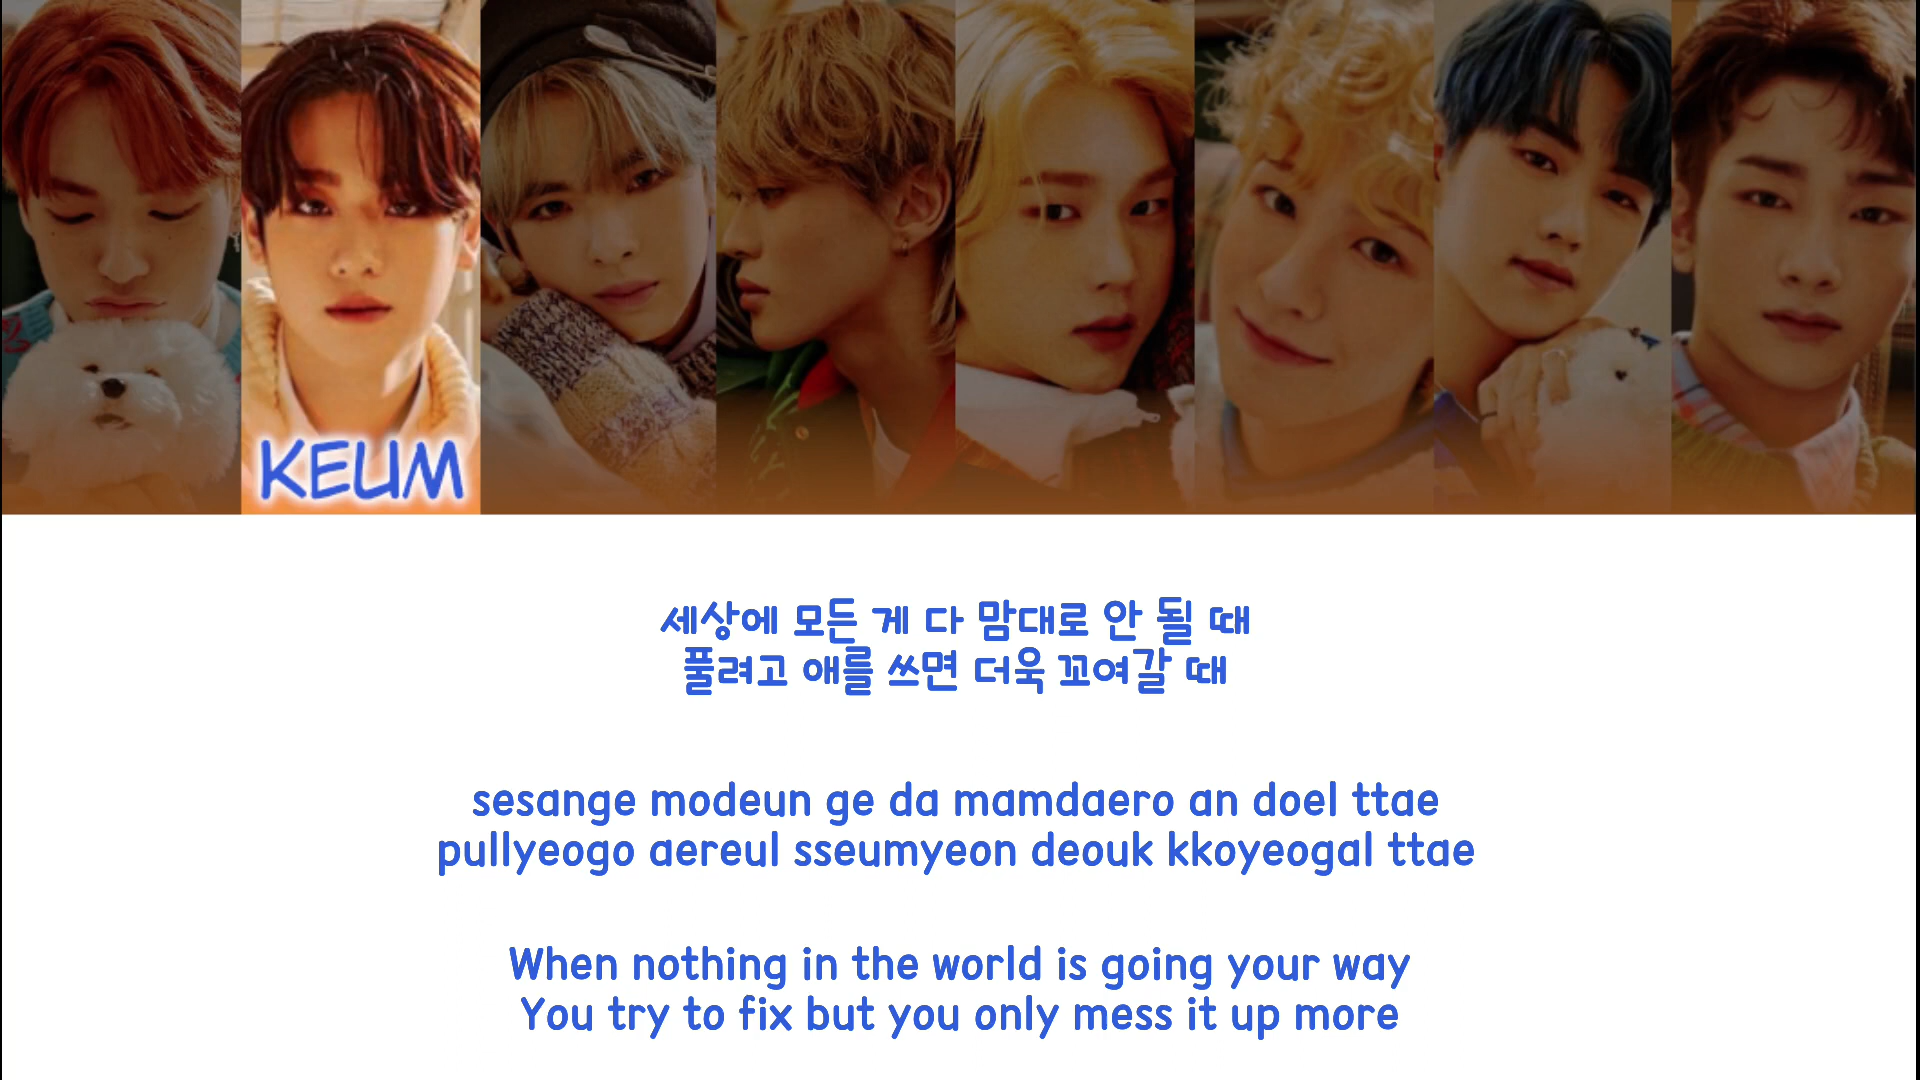 KEUM
세상에 모든 게 다 맘대로 안 될 때
풀려고 애를 쓰면 더욱 꼬여갈 때
sesange modeun ge da mamdaero an doel ttae
pullyeogo aereul sseumyeon deouk kkoyeogal ttae
When nothing in the world is going your way
You try to fix but you only mess it up more